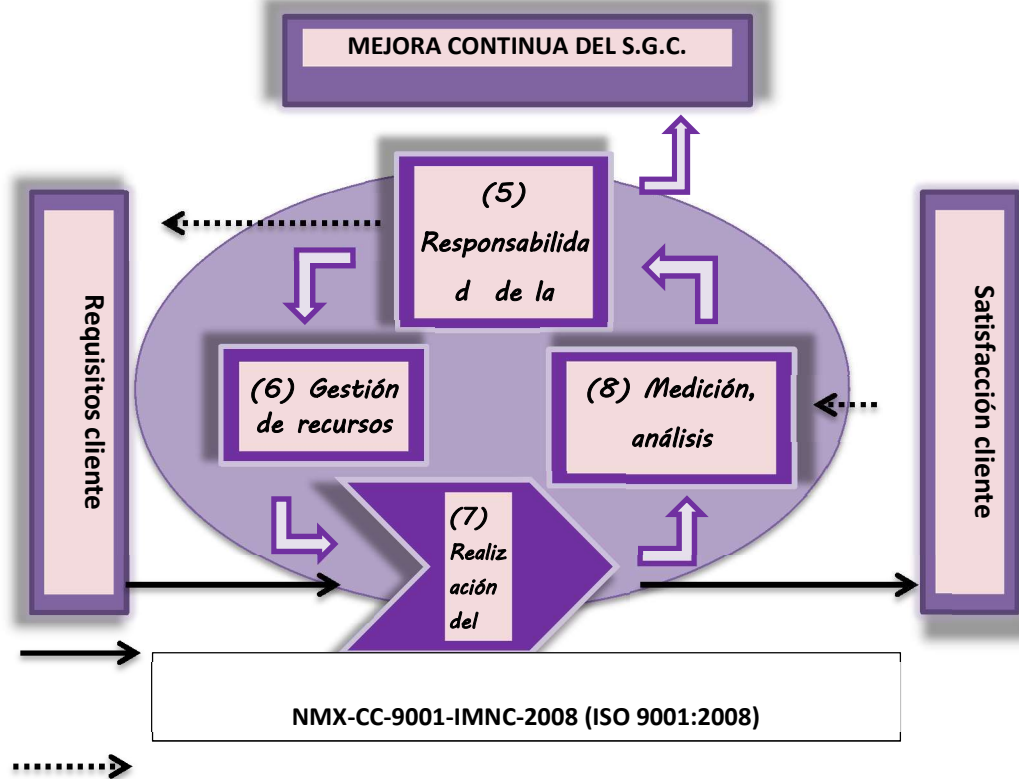 MEJORA CONTINUA DEL S.G.C.
(5)
Responsabilida
d de la
Requisitos cliente
(6) Gestión
de recursos
(8) Medición,
análisis
Satisfacción cliente
(7)
Realiz
ación
del
NMX-CC-9001-IMNC-2008 (ISO 9001:2008)